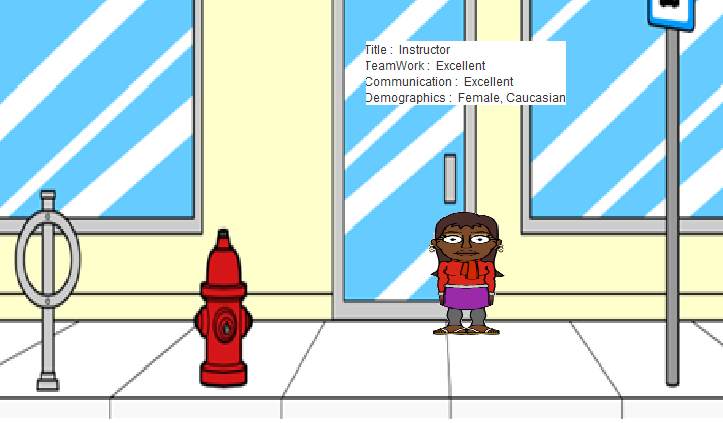 Title : Instructor
TeamWork : Excellent
Communication : Excellent
Demographics : Female, Caucasian